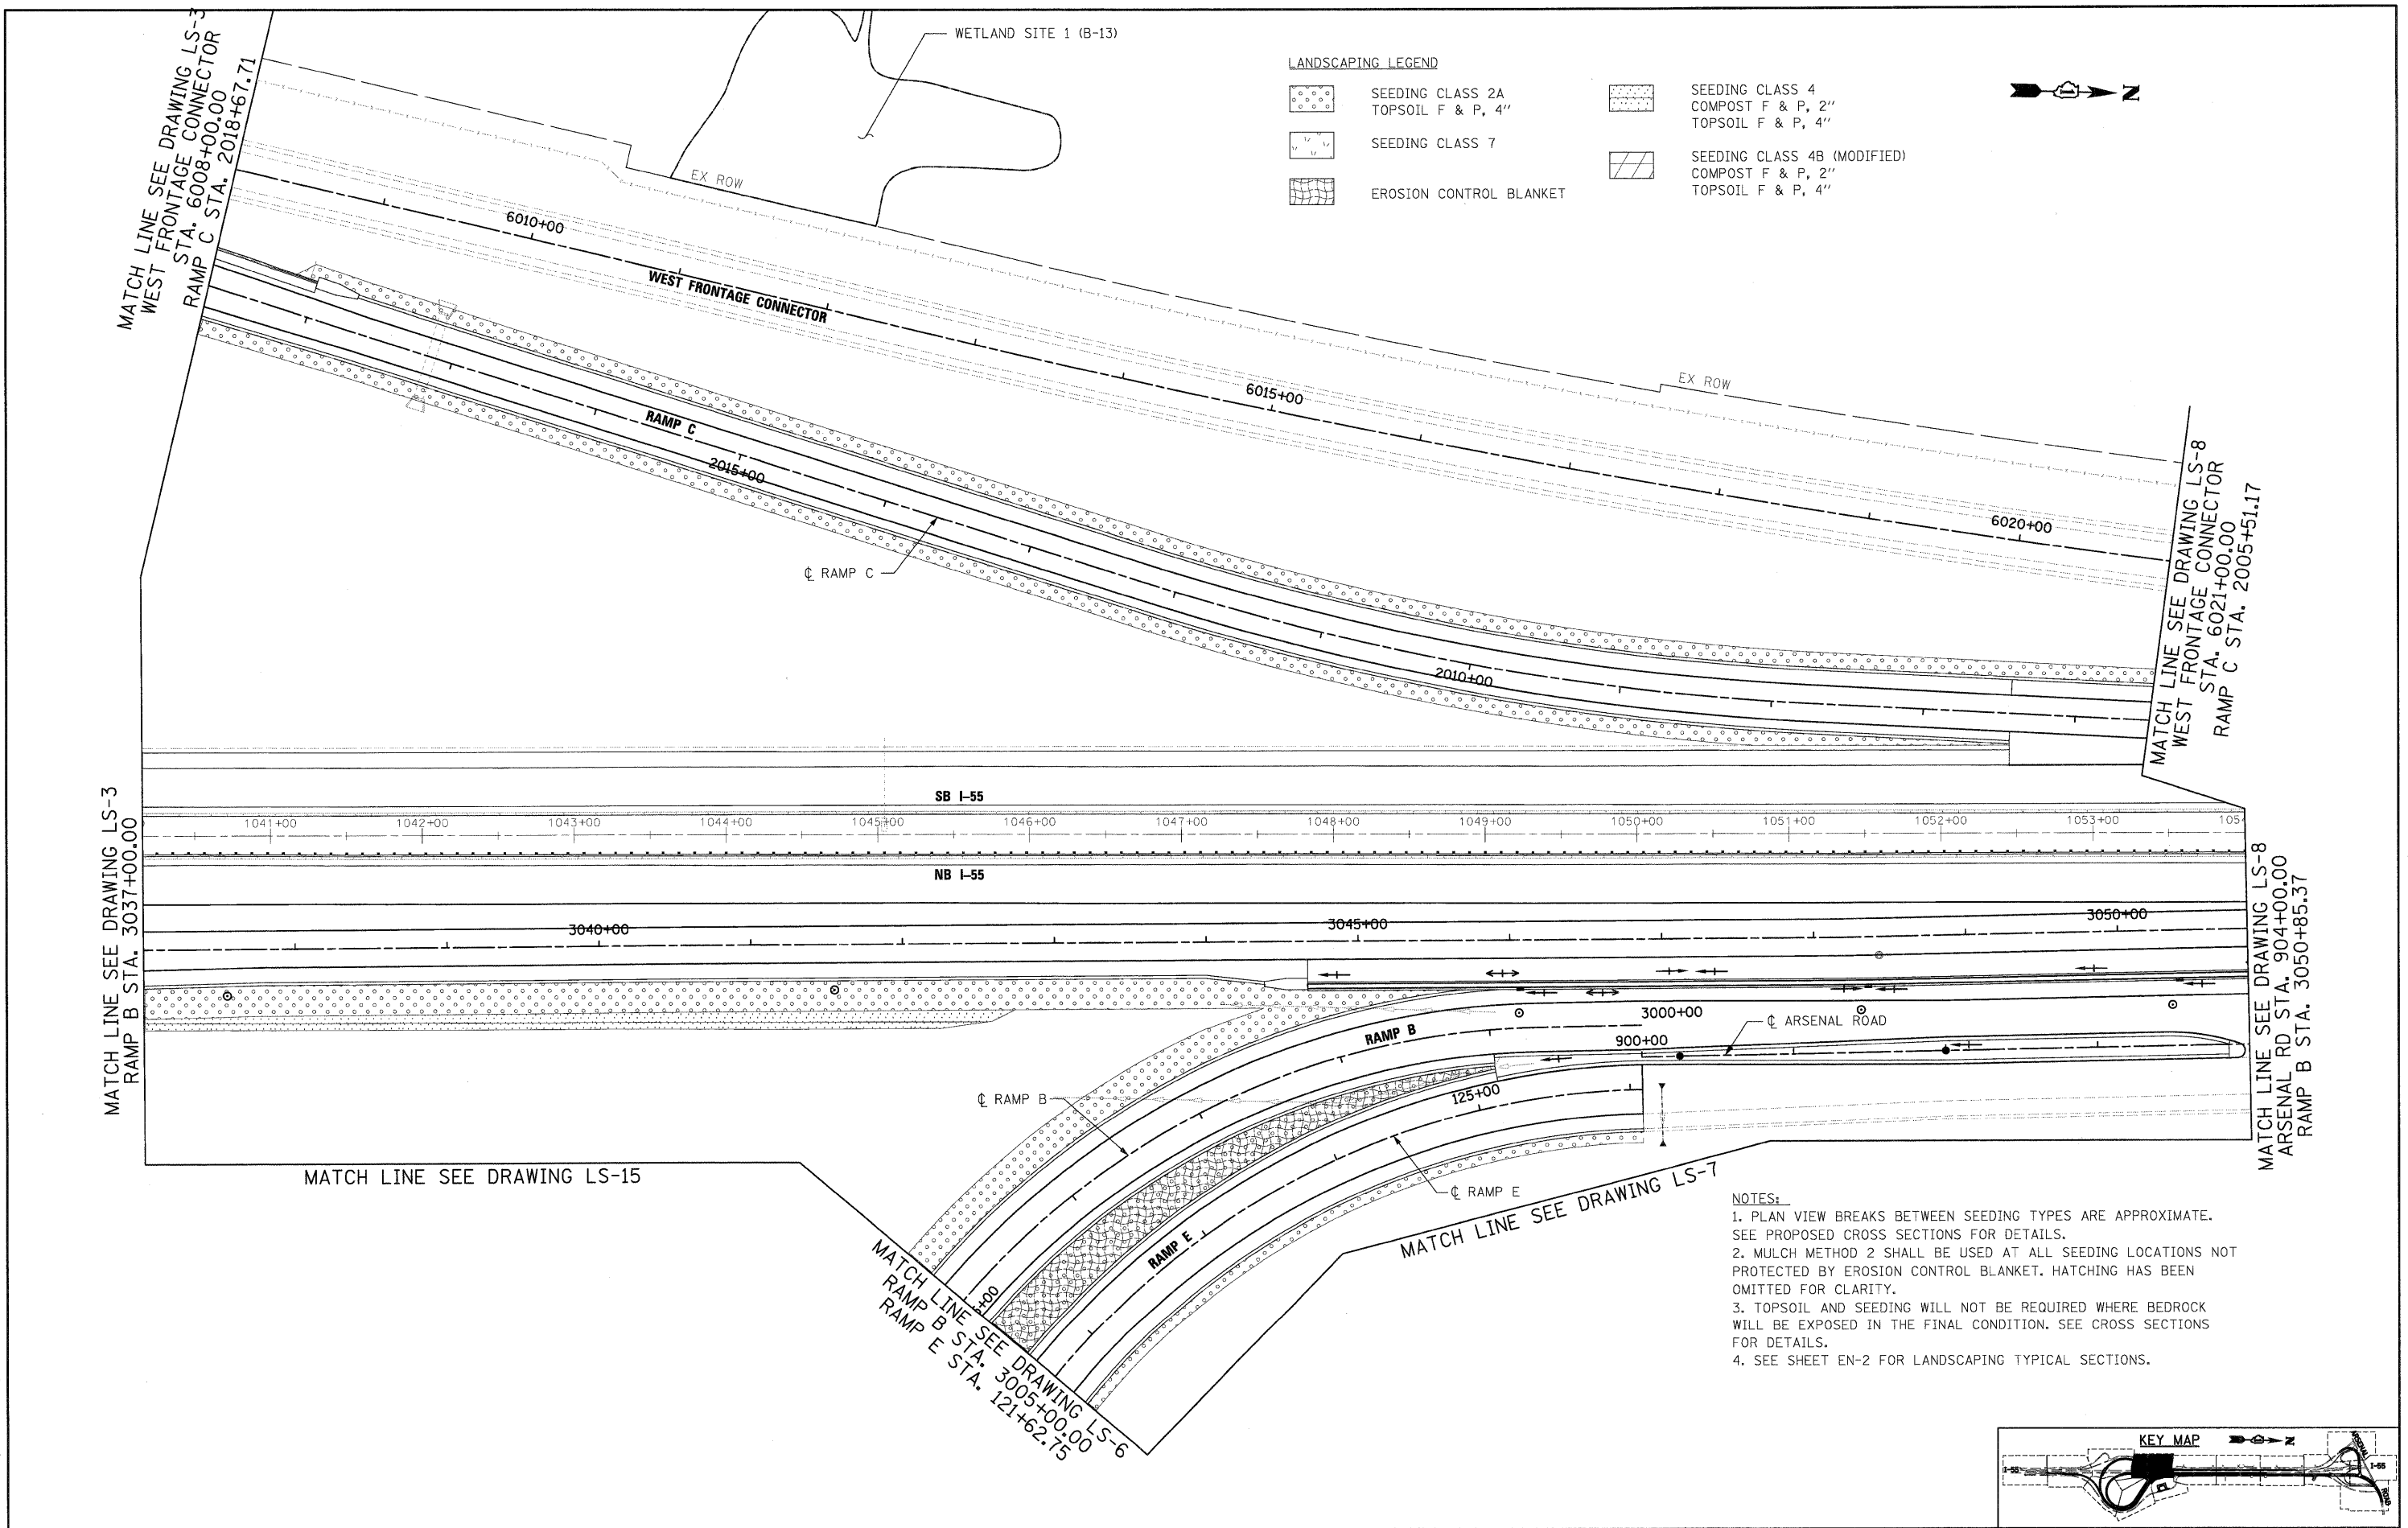 MATCH LINE SEE DRAWING LS-3
WEST FRONTAGE CONNECTOR
STA. 6008+00.00
RAMP C STA. 2018+67.71
WETLAND SITE 1 (B-13)
LANDSCAPING LEGEND
SEEDING CLASS 2A
TOPSOIL F & P, 4"
SEEDING CLASS 7
EROSION CONTROL BLANKET
SEEDING CLASS 4
COMPOST F & P, 2"
TOPSOIL F & P, 4"
SEEDING CLASS 4B (MODIFIED)
COMPOST F & P, 2"
TOPSOIL F & P, 4"
N
EX ROW
6010+00
WEST FRONTAGE CONNECTOR
6015+00
EX ROW
6020+00
RAMP C
2015+00
℄ RAMP C
2010+00
MATCH LINE SEE DRAWING LS-8
WEST FRONTAGE CONNECTOR
STA. 6021+00.00
RAMP C STA. 2005+51.17
MATCH LINE SEE DRAWING LS-3
RAMP B STA. 3037+00.00
SB I-55
1041+00
1042+00
1043+00
1044+00
1045+00
1046+00
1047+00
1048+00
1049+00
1050+00
1051+00
1052+00
1053+00
1054
NB I-55
3040+00
3045+00
3050+00
MATCH LINE SEE DRAWING LS-8
ARSENAL RD STA. 904+00.00
RAMP B STA. 3050+85.37
RAMP B
3000+00
900+00
℄ ARSENAL ROAD
℄ RAMP B
125+00
℄ RAMP E
RAMP E
+00
MATCH LINE SEE DRAWING LS-15
MATCH LINE SEE DRAWING LS-7
MATCH LINE SEE DRAWING LS-6
RAMP B STA. 3005+00.00
RAMP E STA. 121+62.75
NOTES:
1. PLAN VIEW BREAKS BETWEEN SEEDING TYPES ARE APPROXIMATE.
SEE PROPOSED CROSS SECTIONS FOR DETAILS.
2. MULCH METHOD 2 SHALL BE USED AT ALL SEEDING LOCATIONS NOT
PROTECTED BY EROSION CONTROL BLANKET. HATCHING HAS BEEN
OMITTED FOR CLARITY.
3. TOPSOIL AND SEEDING WILL NOT BE REQUIRED WHERE BEDROCK
WILL BE EXPOSED IN THE FINAL CONDITION. SEE CROSS SECTIONS
FOR DETAILS.
4. SEE SHEET EN-2 FOR LANDSCAPING TYPICAL SECTIONS.
KEY MAP
N
I-55
ARSENAL
I-55
ROAD